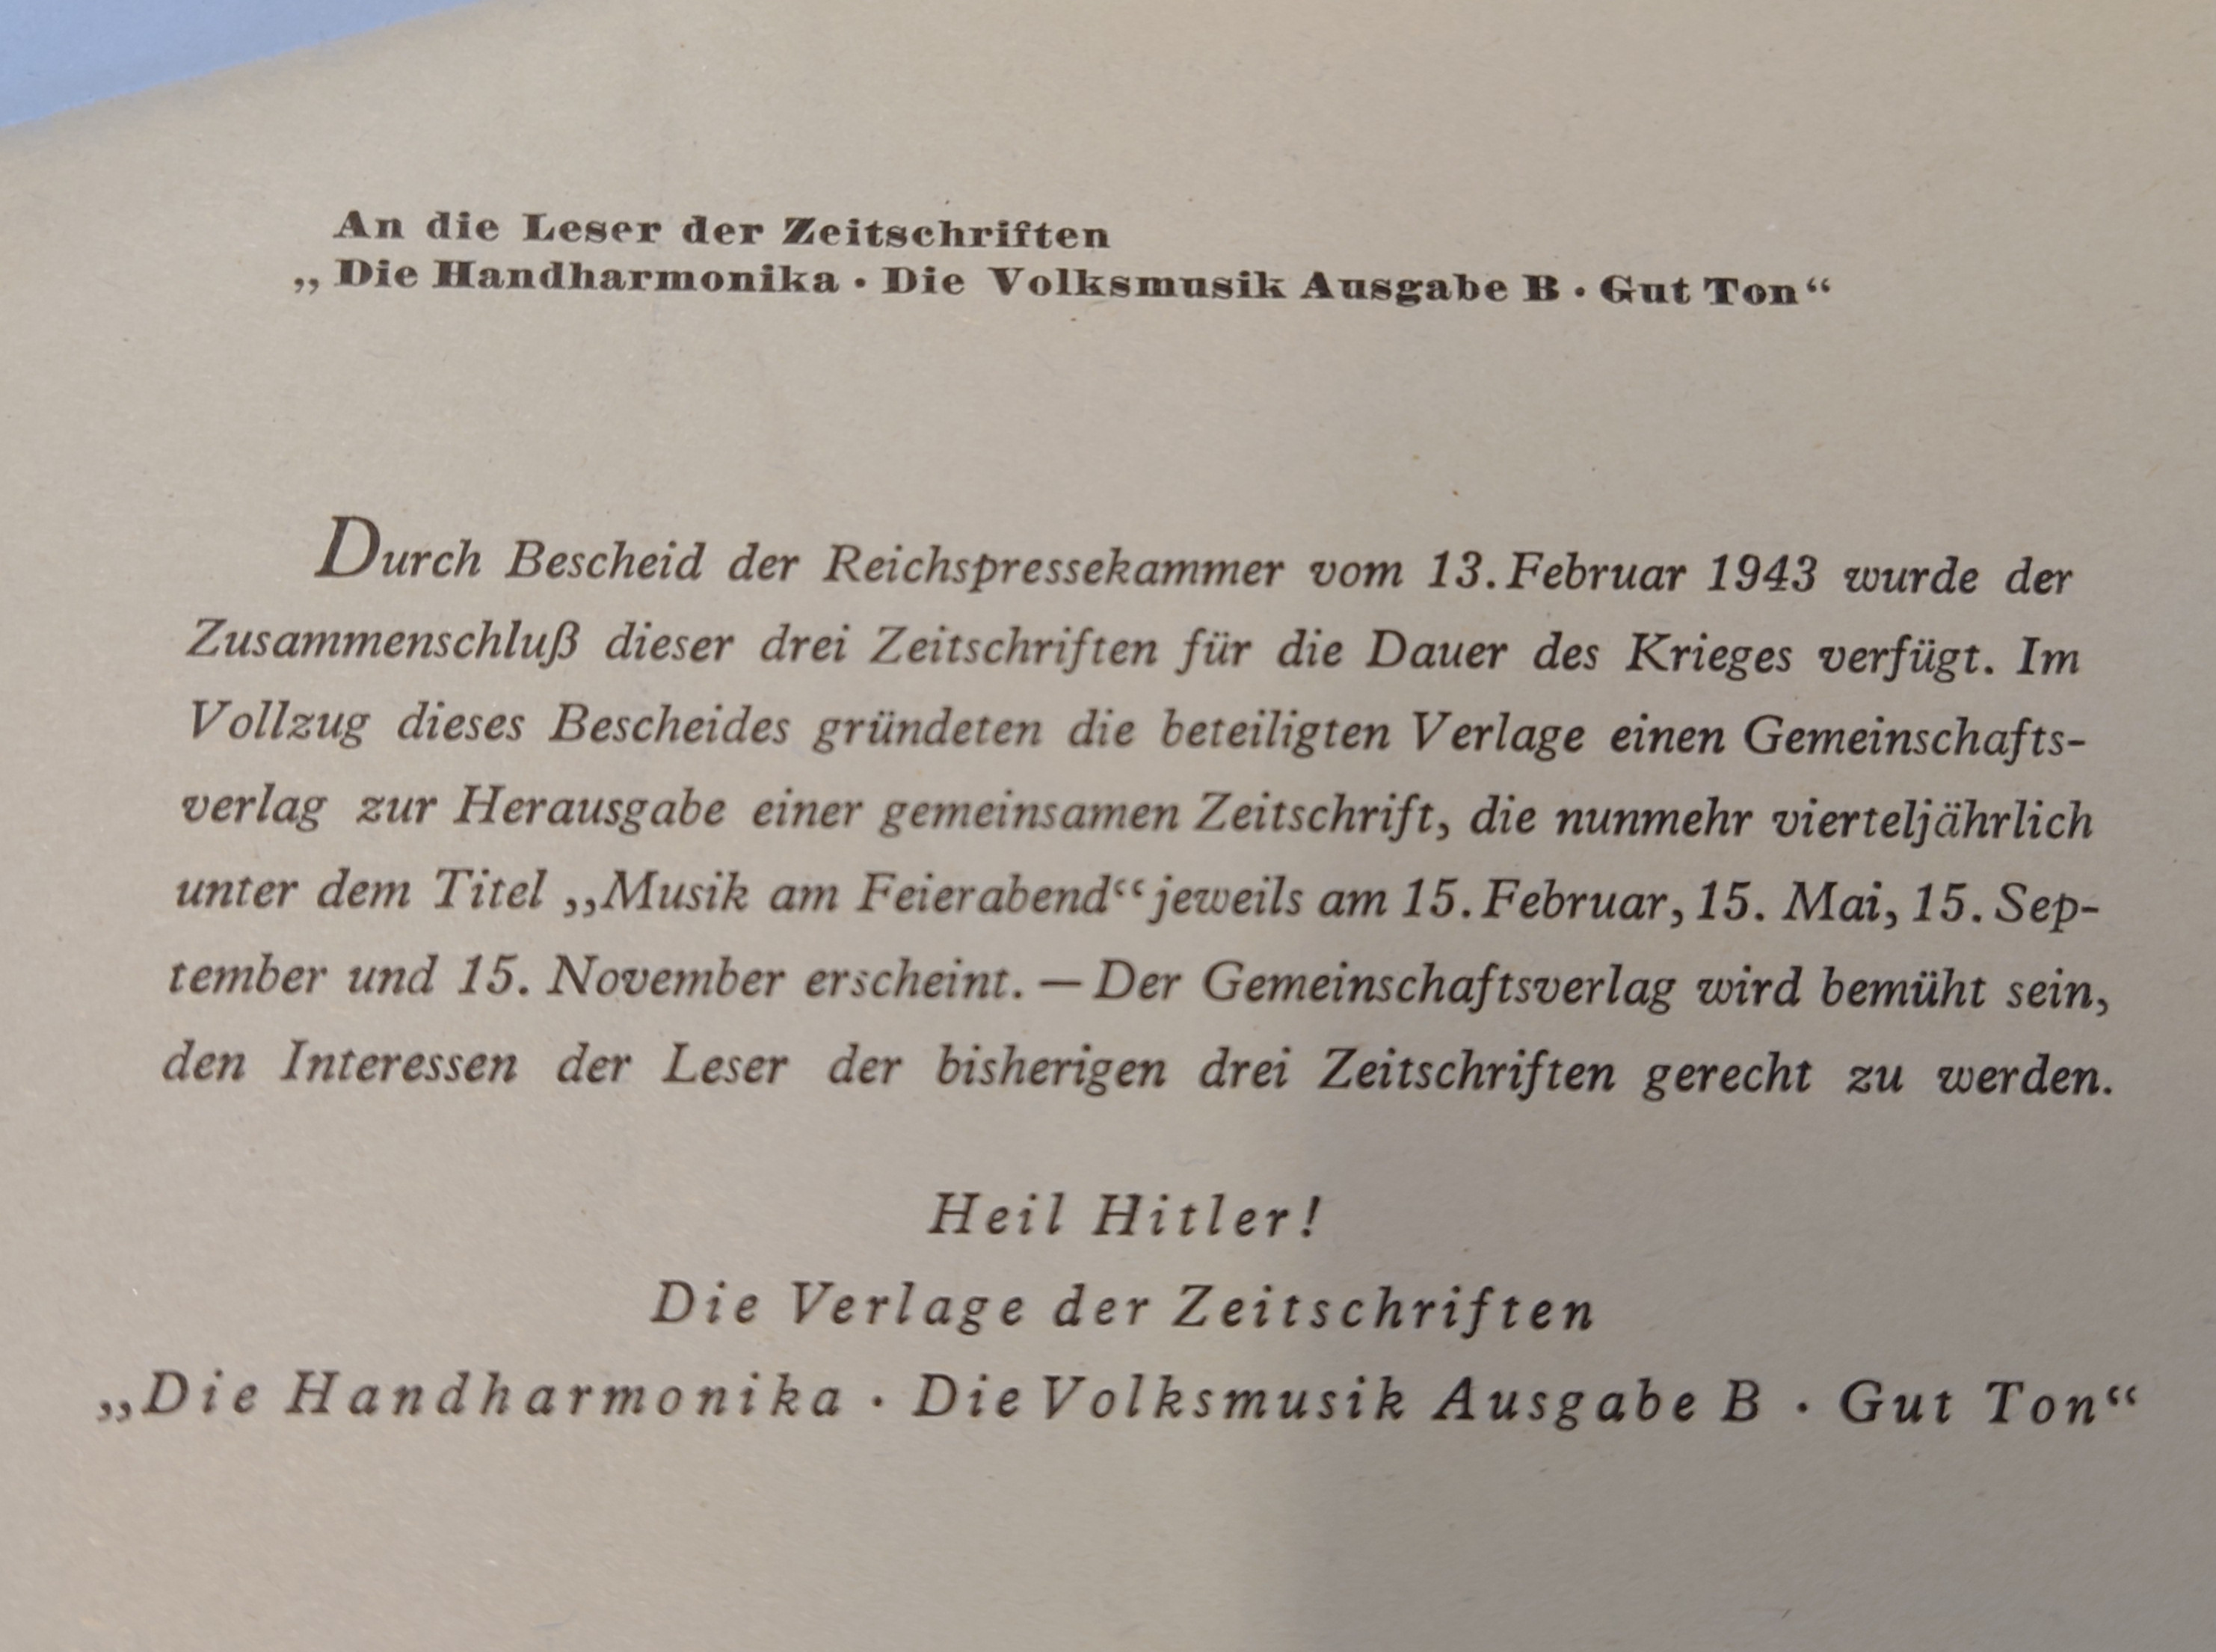 An die Leser der Zeitschriften
„Die Handharmonika · Die Volksmusik Ausgabe B · Gut Ton“
Durch Bescheid der Reichspressekammer vom 13. Februar 1943 wurde der
Zusammenschluß dieser drei Zeitschriften für die Dauer des Krieges verfügt. Im
Vollzug dieses Bescheides gründeten die beteiligten Verlage einen Gemeinschafts-
verlag zur Herausgabe einer gemeinsamen Zeitschrift, die nunmehr vierteljährlich
unter dem Titel „Musik am Feierabend“ jeweils am 15. Februar, 15. Mai, 15. Sep-
tember und 15. November erscheint. — Der Gemeinschaftsverlag wird bemüht sein,
den Interessen der Leser der bisherigen drei Zeitschriften gerecht zu werden.
Heil Hitler!
Die Verlage der Zeitschriften
„Die Handharmonika · Die Volksmusik Ausgabe B · Gut Ton“